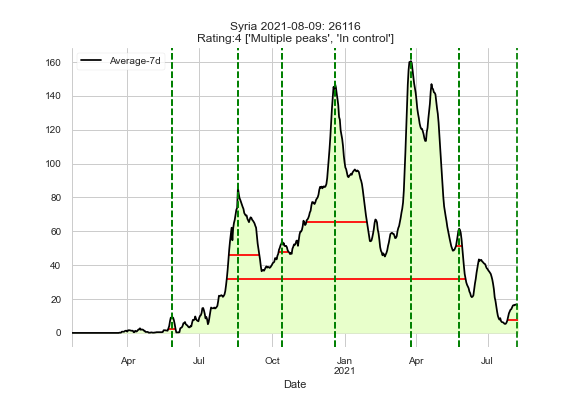 Syria 2021-08-09: 26116
Rating:4 ['Multiple peaks', 'In control']
Average-7d
160
140
120
100
80
60
40
20
0
Apr Jul Oct Jan Apr Jul
2021
Date